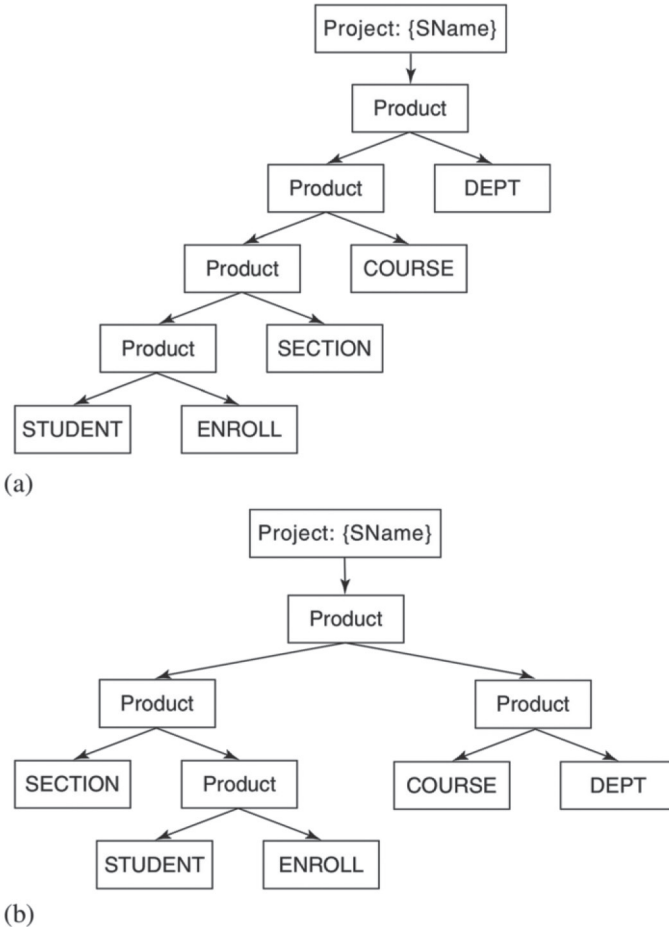 Project: {SName}
Product
Product
DEPT
Product
COURSE
Product
SECTION
STUDENT
ENROLL
(a)
Project: {SName}
Product
Product
Product
SECTION
Product
COURSE
DEPT
STUDENT
ENROLL
(b)